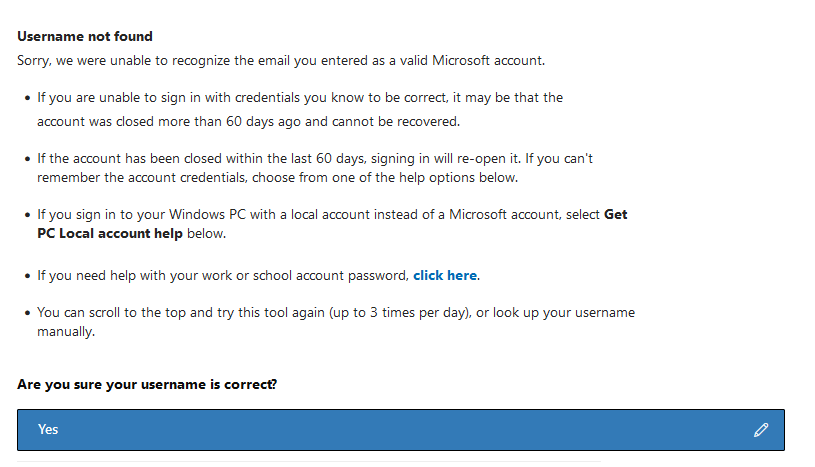 Username not found
Sorry, we were unable to recognize the email you entered as a valid Microsoft account.
• If you are unable to sign in with credentials you know to be correct, it may be that the
account was closed more than 60 days ago and cannot be recovered.
• If the account has been closed within the last 60 days, signing in will re-open it. If you can't
remember the account credentials, choose from one of the help options below.
• If you sign in to your Windows PC with a local account instead of a Microsoft account, select Get
PC Local account help below.
• If you need help with your work or school account password, click here.
• You can scroll to the top and try this tool again (up to 3 times per day), or look up your username
manually.
Are you sure your username is correct?
Yes